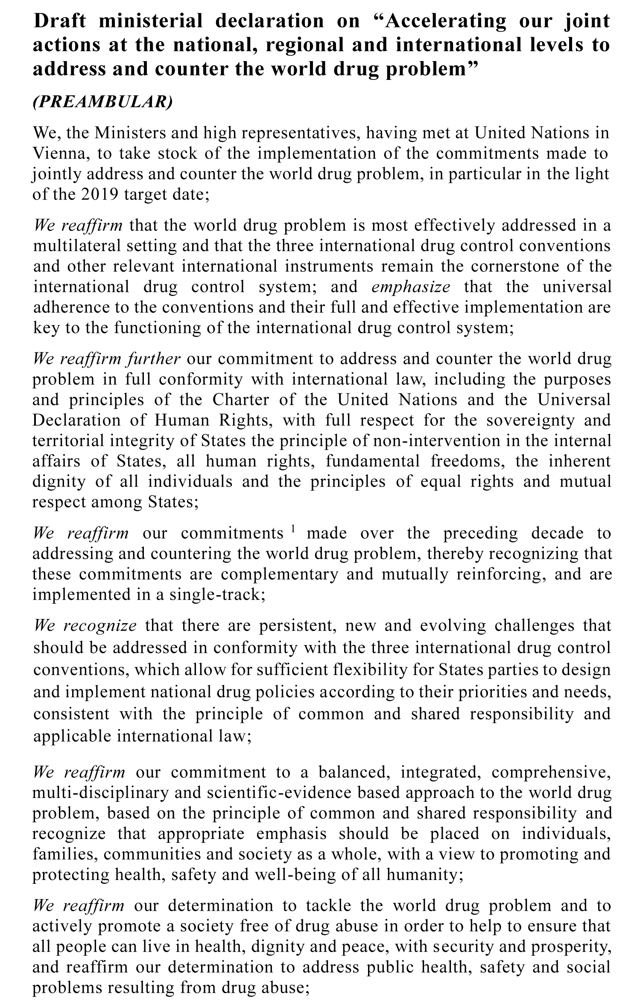 Draft ministerial declaration on “Accelerating our joint
actions at the national, regional and international levels to
address and counter the world drug problem”
(PREAMBULAR)
We, the Ministers and high representatives, having met at United Nations in
Vienna, to take stock of the implementation of the commitments made to
jointly address and counter the world drug problem, in particular in the light
of the 2019 target date;
We reaffirm that the world drug problem is most effectively addressed in a
multilateral setting and that the three international drug control conventions
and other relevant international instruments remain the cornerstone of the
international drug control system; and emphasize that the universal
adherence to the conventions and their full and effective implementation are
key to the functioning of the international drug control system;
We reaffirm further our commitment to address and counter the world drug
problem in full conformity with international law, including the purposes
and principles of the Charter of the United Nations and the Universal
Declaration of Human Rights, with full respect for the sovereignty and
territorial integrity of States the principle of non-intervention in the internal
affairs of States, all human rights, fundamental freedoms, the inherent
dignity of all individuals and the principles of equal rights and mutual
respect among States;
We reaffirm our commitments 1 made over the preceding decade to
addressing and countering the world drug problem, thereby recognizing that
these commitments are complementary and mutually reinforcing, and are
implemented in a single-track;
We recognize that there are persistent, new and evolving challenges that
should be addressed in conformity with the three international drug control
conventions, which allow for sufficient flexibility for States parties to design
and implement national drug policies according to their priorities and needs,
consistent with the principle of common and shared responsibility and
applicable international law;
We reaffirm our commitment to a balanced, integrated, comprehensive,
multi-disciplinary and scientific-evidence based approach to the world drug
problem, based on the principle of common and shared responsibility and
recognize that appropriate emphasis should be placed on individuals,
families, communities and society as a whole, with a view to promoting and
protecting health, safety and well-being of all humanity;
We reaffirm our determination to tackle the world drug problem and to
actively promote a society free of drug abuse in order to help to ensure that
all people can live in health, dignity and peace, with security and prosperity,
and reaffirm our determination to address public health, safety and social
problems resulting from drug abuse;